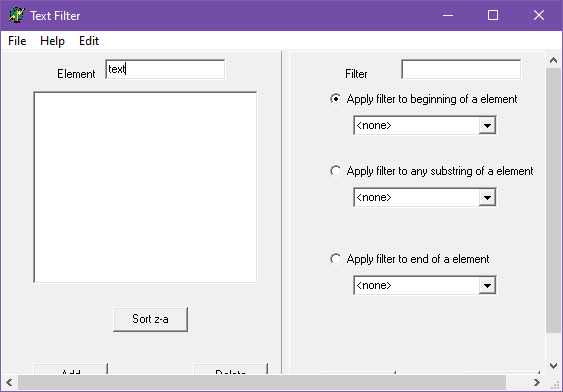 Text Filter
File Help Edit
Element text
Filter
Apply filter to beginning of a element
<none>
Apply filter to any substring of a element
<none>
Apply filter to end of a element
<none>
Sort z-a
Add Delete